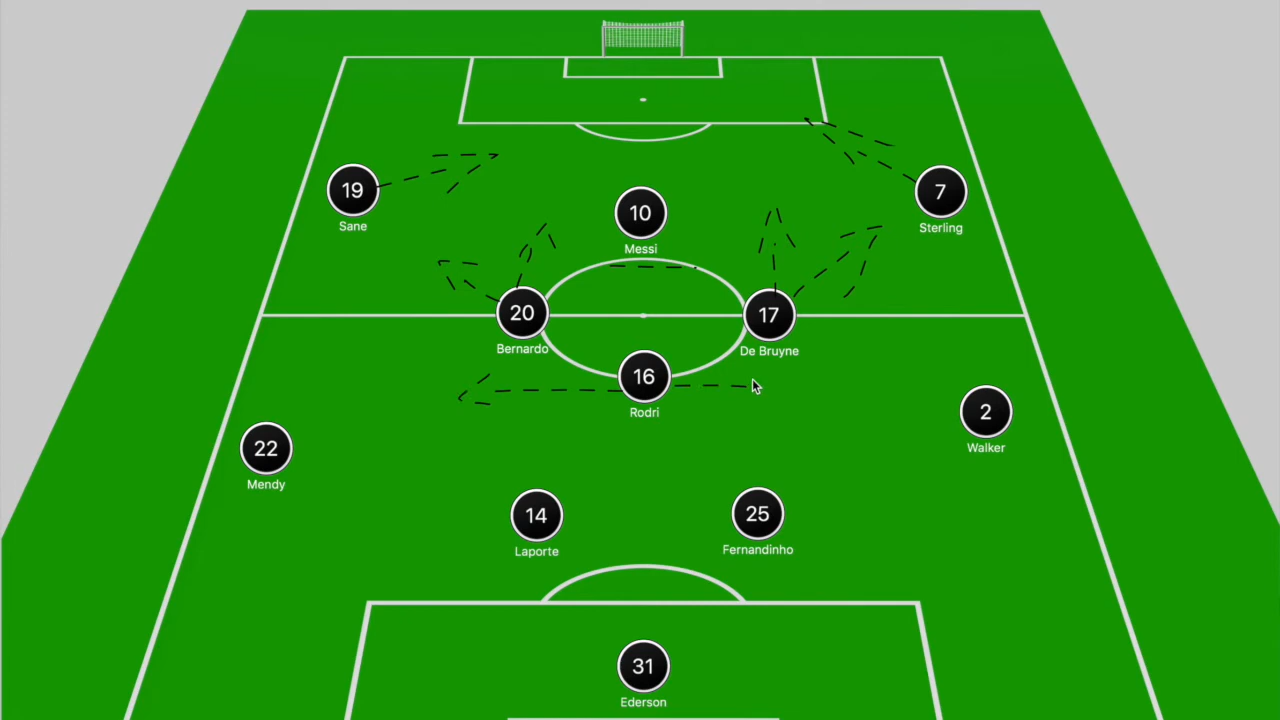 19
Sane
7
Sterling
10
Messi
20
Bernardo
17
De Bruyne
16
Rodri
2
Walker
22
Mendy
14
Laporte
25
Fernandinho
31
Ederson